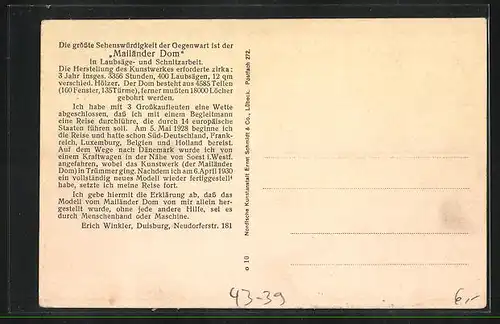 Die größte Sehenswürdigkeit der Gegenwart ist der
„Mailänder Dom“
in Laubsäge- und Schnitzarbeit.
Die Herstellung des Kunstwerkes erforderte zirka:
3 Jahr insges. 3356 Stunden, 400 Laubsägen, 12 qm
verschied. Hölzer. Der Dom besteht aus 4585 Teilen
(160 Fenster, 135 Türme), ferner mußten 18000 Löcher
gebohrt werden.
Ich habe mit 3 Großkaufleuten eine Wette
abgeschlossen, daß ich mit einem Begleitmann
eine Reise durchführe, die durch 14 europäische
Staaten führen soll. Am 5. Mai 1928 beginne ich
die Reise und hatte schon Süd-Deutschland, Frank-
reich, Luxemburg, Belgien und Holland bereist.
Auf dem Wege nach Dänemark wurde ich von
einem Kraftwagen in der Nähe von Soest i. Westf.
angefahren, wobei das Kunstwerk (der Mailänder
Dom) in Trümmer ging. Nachdem ich am 6. April 1930
ein vollständig neues Modell wieder fertiggestellt
habe, setzte ich meine Reise fort.
Ich gebe hiermit die Erklärung ab, daß das
Modell vom Mailänder Dom von mir allein her-
gestellt wurde, ohne jede andere Hilfe, sei es
durch Menschenhand oder Maschine.
Erich Winkler, Duisburg, Neudorferstr. 181
o 10 Nordische Kunstanstalt Ernst Schmidt & Co., Lübeck. Postfach 272.
43-39
6,-